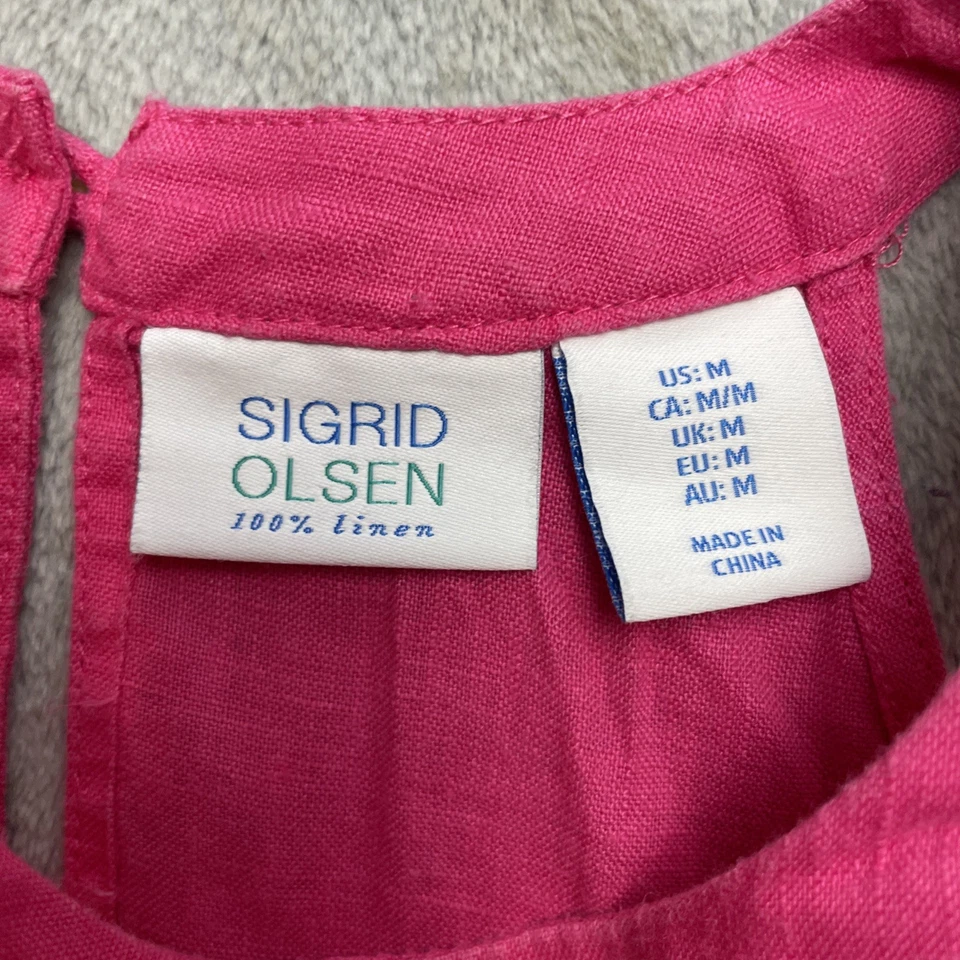 SIGRID
OLSEN
100% linen
US: M
CA: M/M
UK: M
EU: M
AU: M
MADE IN
CHINA